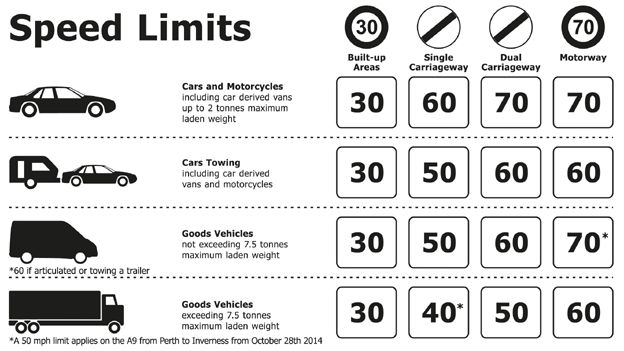 Speed Limits
30
70
Built-up
Areas
Single
Carriageway
Dual
Carriageway
Motorway
Cars and Motorcycles
including car derived vans
up to 2 tonnes maximum
laden weight
30 60 70 70
Cars Towing
including car derived
vans and motorcycles
30 50 60 60
Goods Vehicles
not exceeding 7.5 tonnes
maximum laden weight
30 50 60 70*
*60 if articulated or towing a trailer
Goods Vehicles
exceeding 7.5 tonnes
maximum laden weight
30 40* 50 60
*A 50 mph limit applies on the A9 from Perth to Inverness from October 28th 2014